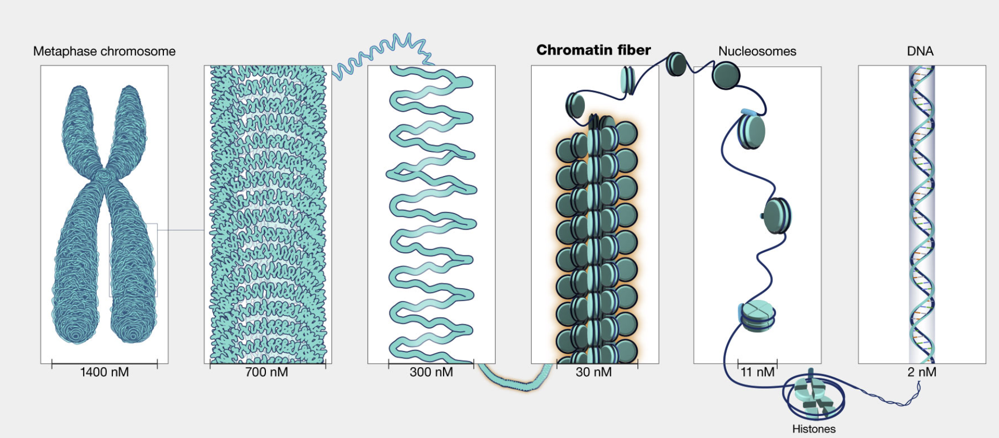 Metaphase chromosome
Chromatin fiber
Nucleosomes
DNA
1400 nM
700 nM
300 nM
30 nM
11 nM
2 nM
Histones